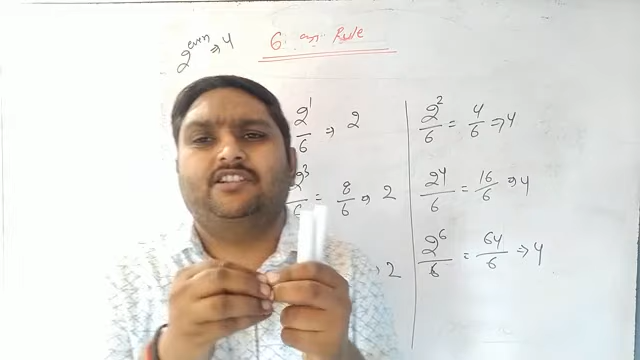 2^even ⇒ 4
6 का Rule
2^1/6 ⇒ 2
2^3/6 = 8/6 ⇒ 2
⇒ 2
2^2/6 = 4/6 ⇒ 4
2^4/6 = 16/6 ⇒ 4
2^6/6 = 64/6 ⇒ 4